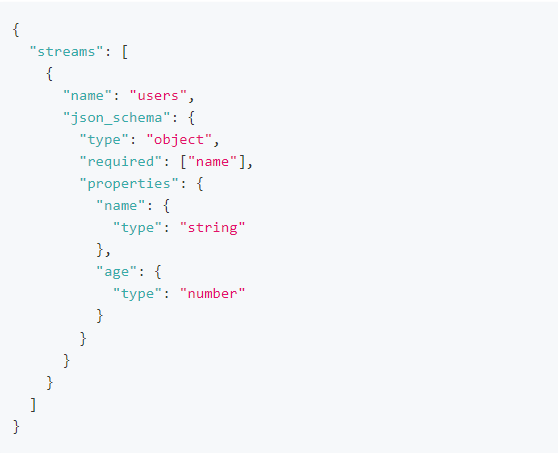 {
  "streams": [
    {
      "name": "users",
      "json_schema": {
        "type": "object",
        "required": ["name"],
        "properties": {
          "name": {
            "type": "string"
          },
          "age": {
            "type": "number"
          }
        }
      }
    }
  ]
}